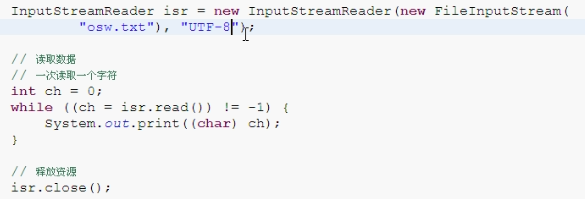 InputStreamReader isr = new InputStreamReader(new FileInputStream(
"osw.txt"), "UTF-8");
// 读取数据
// 一次读取一个字符
int ch = 0;
while ((ch = isr.read()) != -1) {
System.out.print((char) ch);
}
// 释放资源
isr.close();